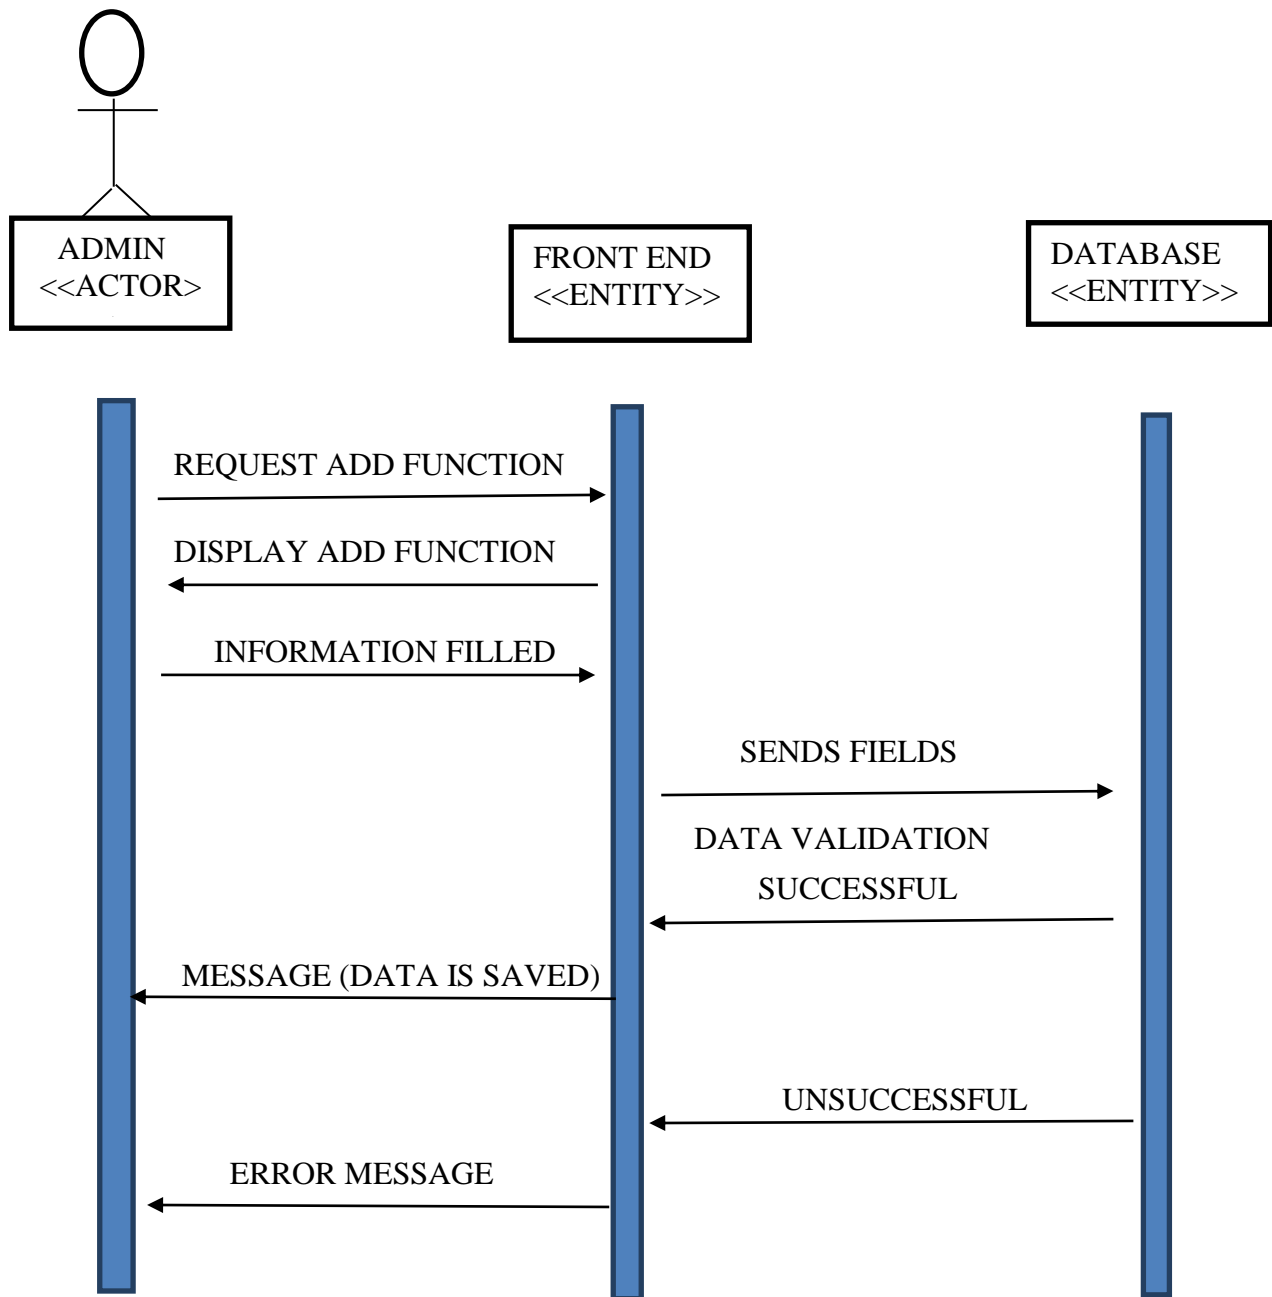 ADMIN
<<ACTOR>
FRONT END
<<ENTITY>>
DATABASE
<<ENTITY>>
REQUEST ADD FUNCTION
DISPLAY ADD FUNCTION
INFORMATION FILLED
SENDS FIELDS
DATA VALIDATION
SUCCESSFUL
MESSAGE (DATA IS SAVED)
UNSUCCESSFUL
ERROR MESSAGE